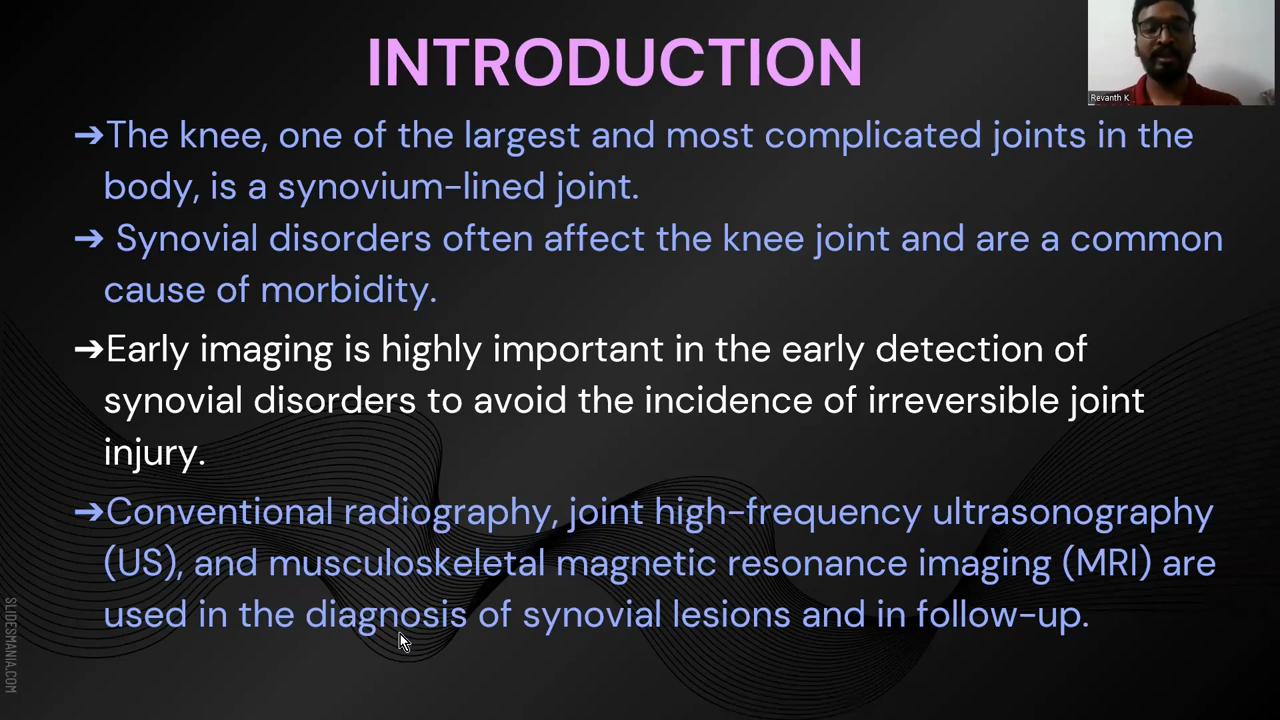 INTRODUCTION
Revanth K
➔The knee, one of the largest and most complicated joints in the
body, is a synovium-lined joint.
➔ Synovial disorders often affect the knee joint and are a common
cause of morbidity.
➔Early imaging is highly important in the early detection of
synovial disorders to avoid the incidence of irreversible joint
injury.
➔Conventional radiography, joint high-frequency ultrasonography
(US), and musculoskeletal magnetic resonance imaging (MRI) are
used in the diagnosis of synovial lesions and in follow-up.
SLIDESMANIA.COM